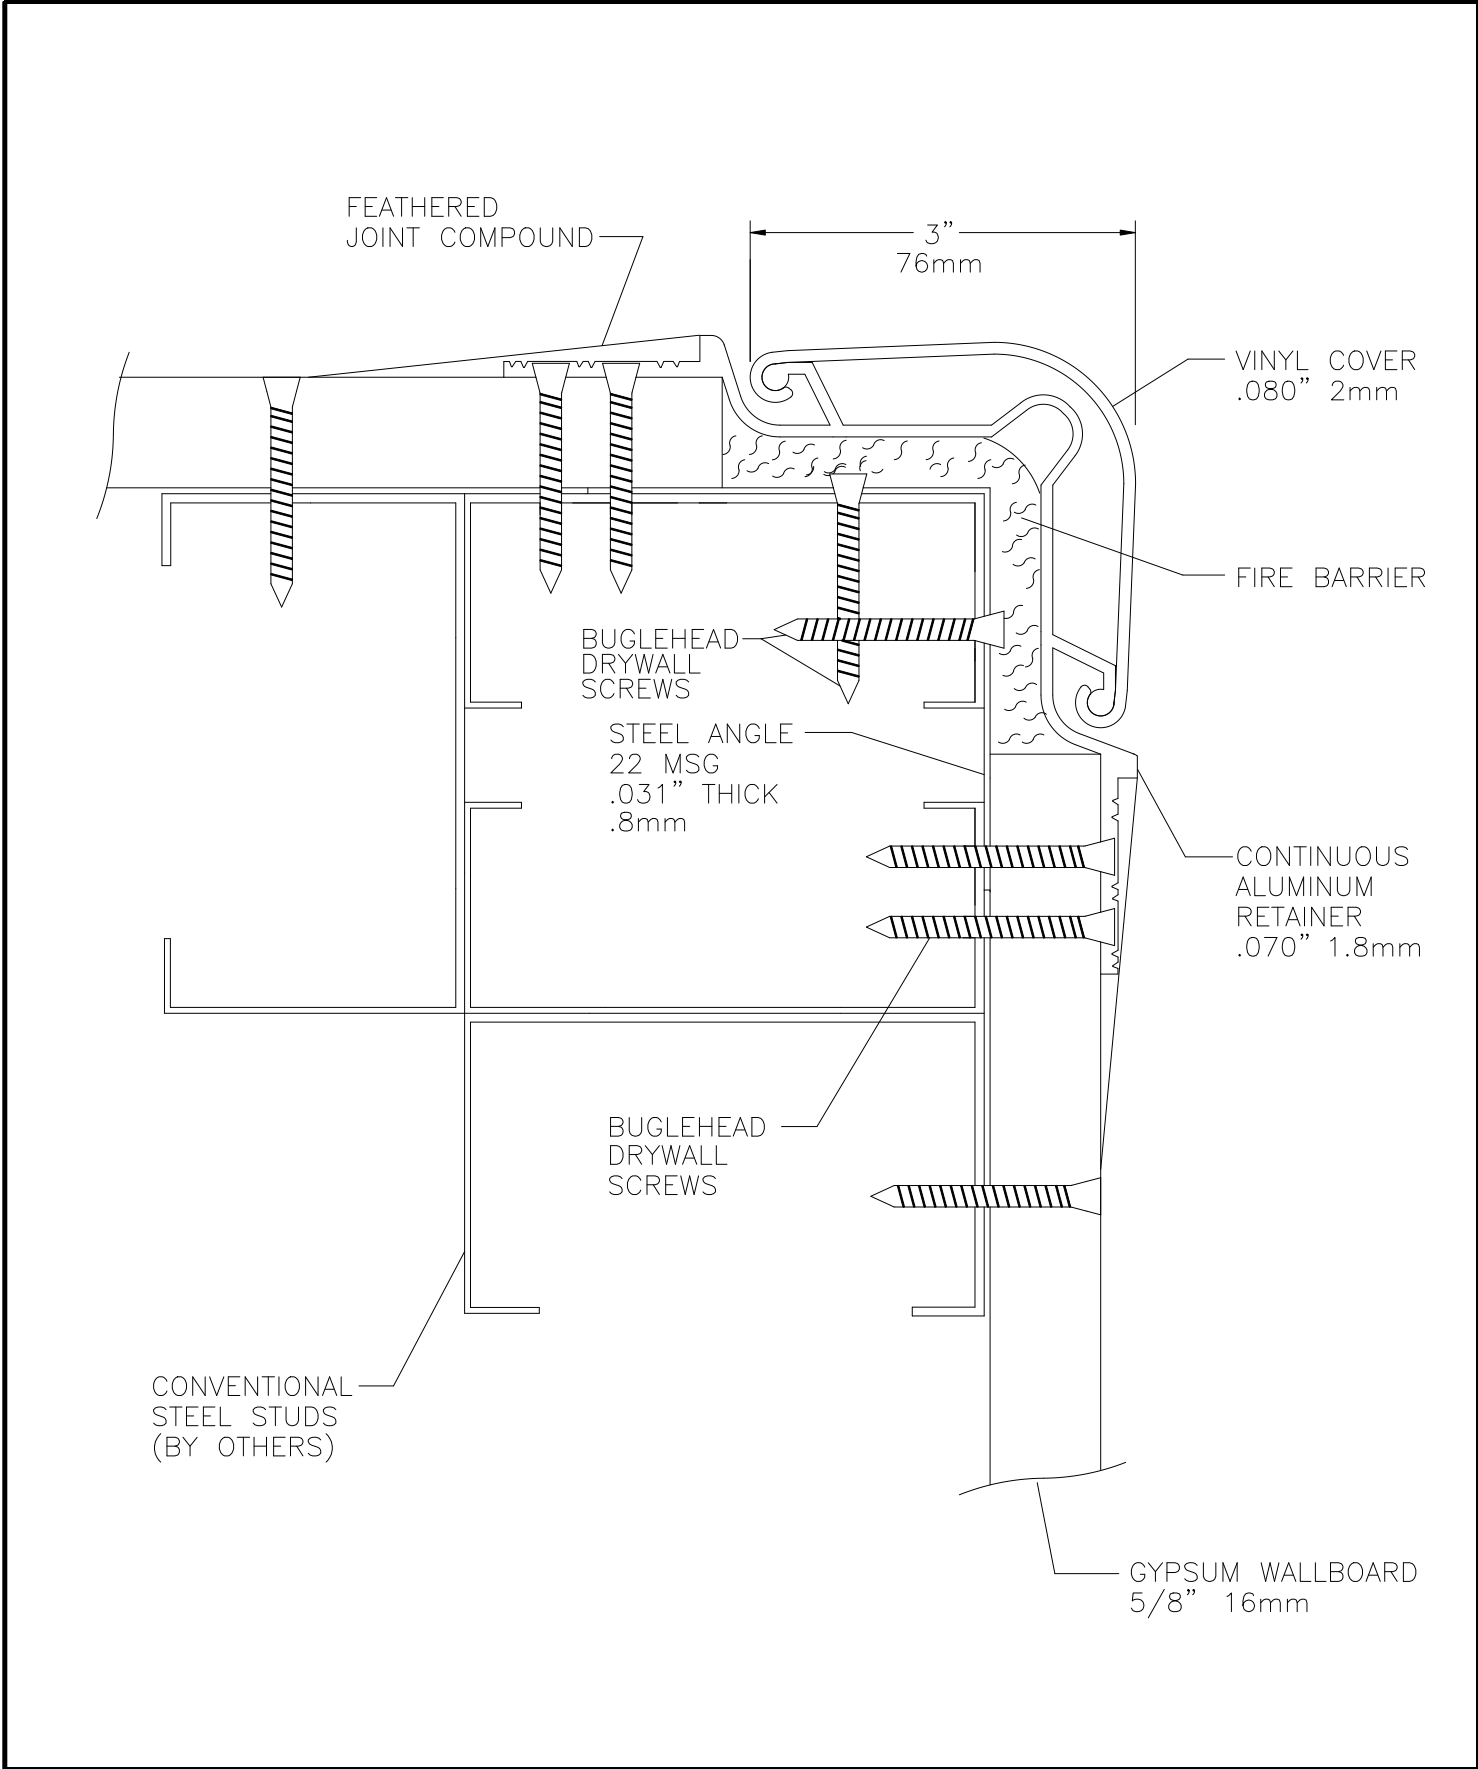 FEATHERED
JOINT COMPOUND
3”
76mm
VINYL COVER
.080” 2mm
FIRE BARRIER
BUGLEHEAD
DRYWALL
SCREWS
STEEL ANGLE
22 MSG
.031” THICK
.8mm
CONTINUOUS
ALUMINUM
RETAINER
.070” 1.8mm
BUGLEHEAD
DRYWALL
SCREWS
CONVENTIONAL
STEEL STUDS
(BY OTHERS)
GYPSUM WALLBOARD
5/8” 16mm